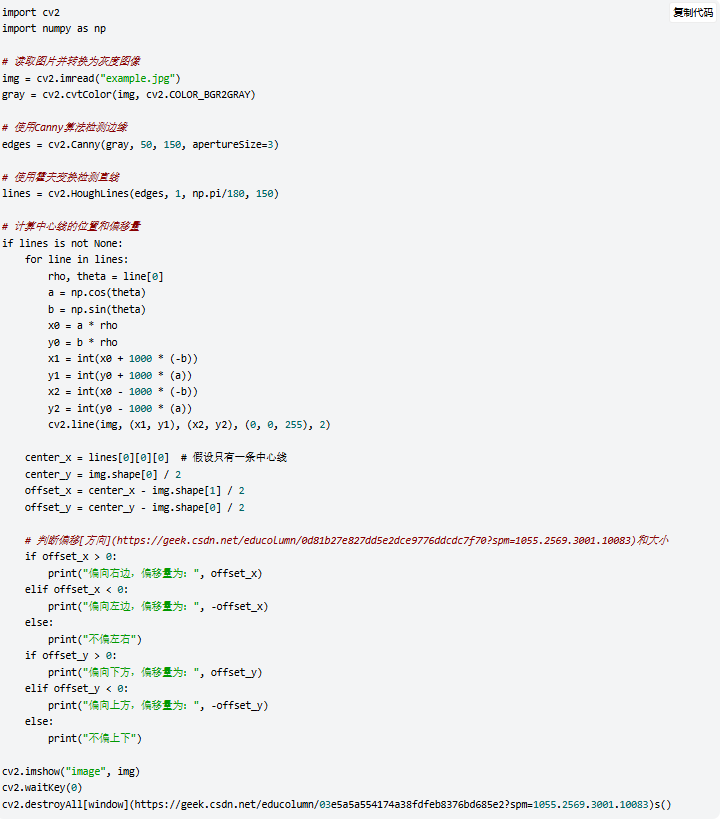 复制代码
import cv2
import numpy as np
# 读取图片并转换为灰度图像
img = cv2.imread("example.jpg")
gray = cv2.cvtColor(img, cv2.COLOR_BGR2GRAY)
# 使用Canny算法检测边缘
edges = cv2.Canny(gray, 50, 150, apertureSize=3)
# 使用霍夫变换检测直线
lines = cv2.HoughLines(edges, 1, np.pi/180, 150)
# 计算中心线的位置和偏移量
if lines is not None:
    for line in lines:
        rho, theta = line[0]
        a = np.cos(theta)
        b = np.sin(theta)
        x0 = a * rho
        y0 = b * rho
        x1 = int(x0 + 1000 * (-b))
        y1 = int(y0 + 1000 * (a))
        x2 = int(x0 - 1000 * (-b))
        y2 = int(y0 - 1000 * (a))
        cv2.line(img, (x1, y1), (x2, y2), (0, 0, 255), 2)
    center_x = lines[0][0][0]  # 假设只有一条中心线
    center_y = img.shape[0] / 2
    offset_x = center_x - img.shape[1] / 2
    offset_y = center_y - img.shape[0] / 2
    # 判断偏移[方向](https://geek.csdn.net/educolumn/0d81b27e827dd5e2dce9776ddcdc7f70?spm=1055.2569.3001.10083)和大小
    if offset_x > 0:
        print("偏向右边，偏移量为：", offset_x)
    elif offset_x < 0:
        print("偏向左边，偏移量为：", -offset_x)
    else:
        print("不偏左右")
    if offset_y > 0:
        print("偏向下方，偏移量为：", offset_y)
    elif offset_y < 0:
        print("偏向上方，偏移量为：", -offset_y)
    else:
        print("不偏上下")
cv2.imshow("image", img)
cv2.waitKey(0)
cv2.destroyAll[window](https://geek.csdn.net/educolumn/03e5a5a554174a38fdfeb8376bd685e2?spm=1055.2569.3001.10083)s()